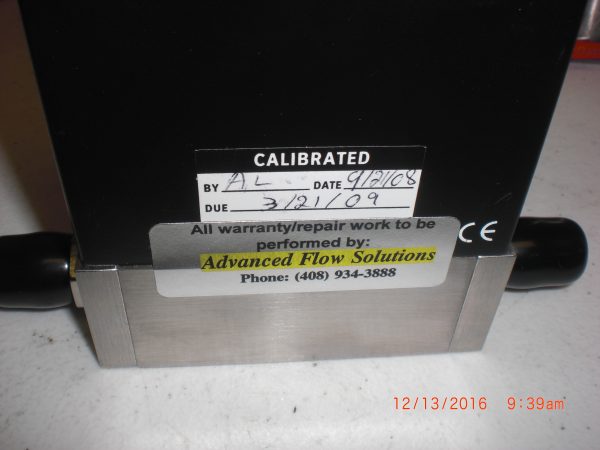 CALIBRATED
BY AL DATE 9/21/08
DUE 3/21/09
All warranty/repair work to be
performed by:
Advanced Flow Solutions
Phone: (408) 934-3888
CE
12/13/2016 9:39am